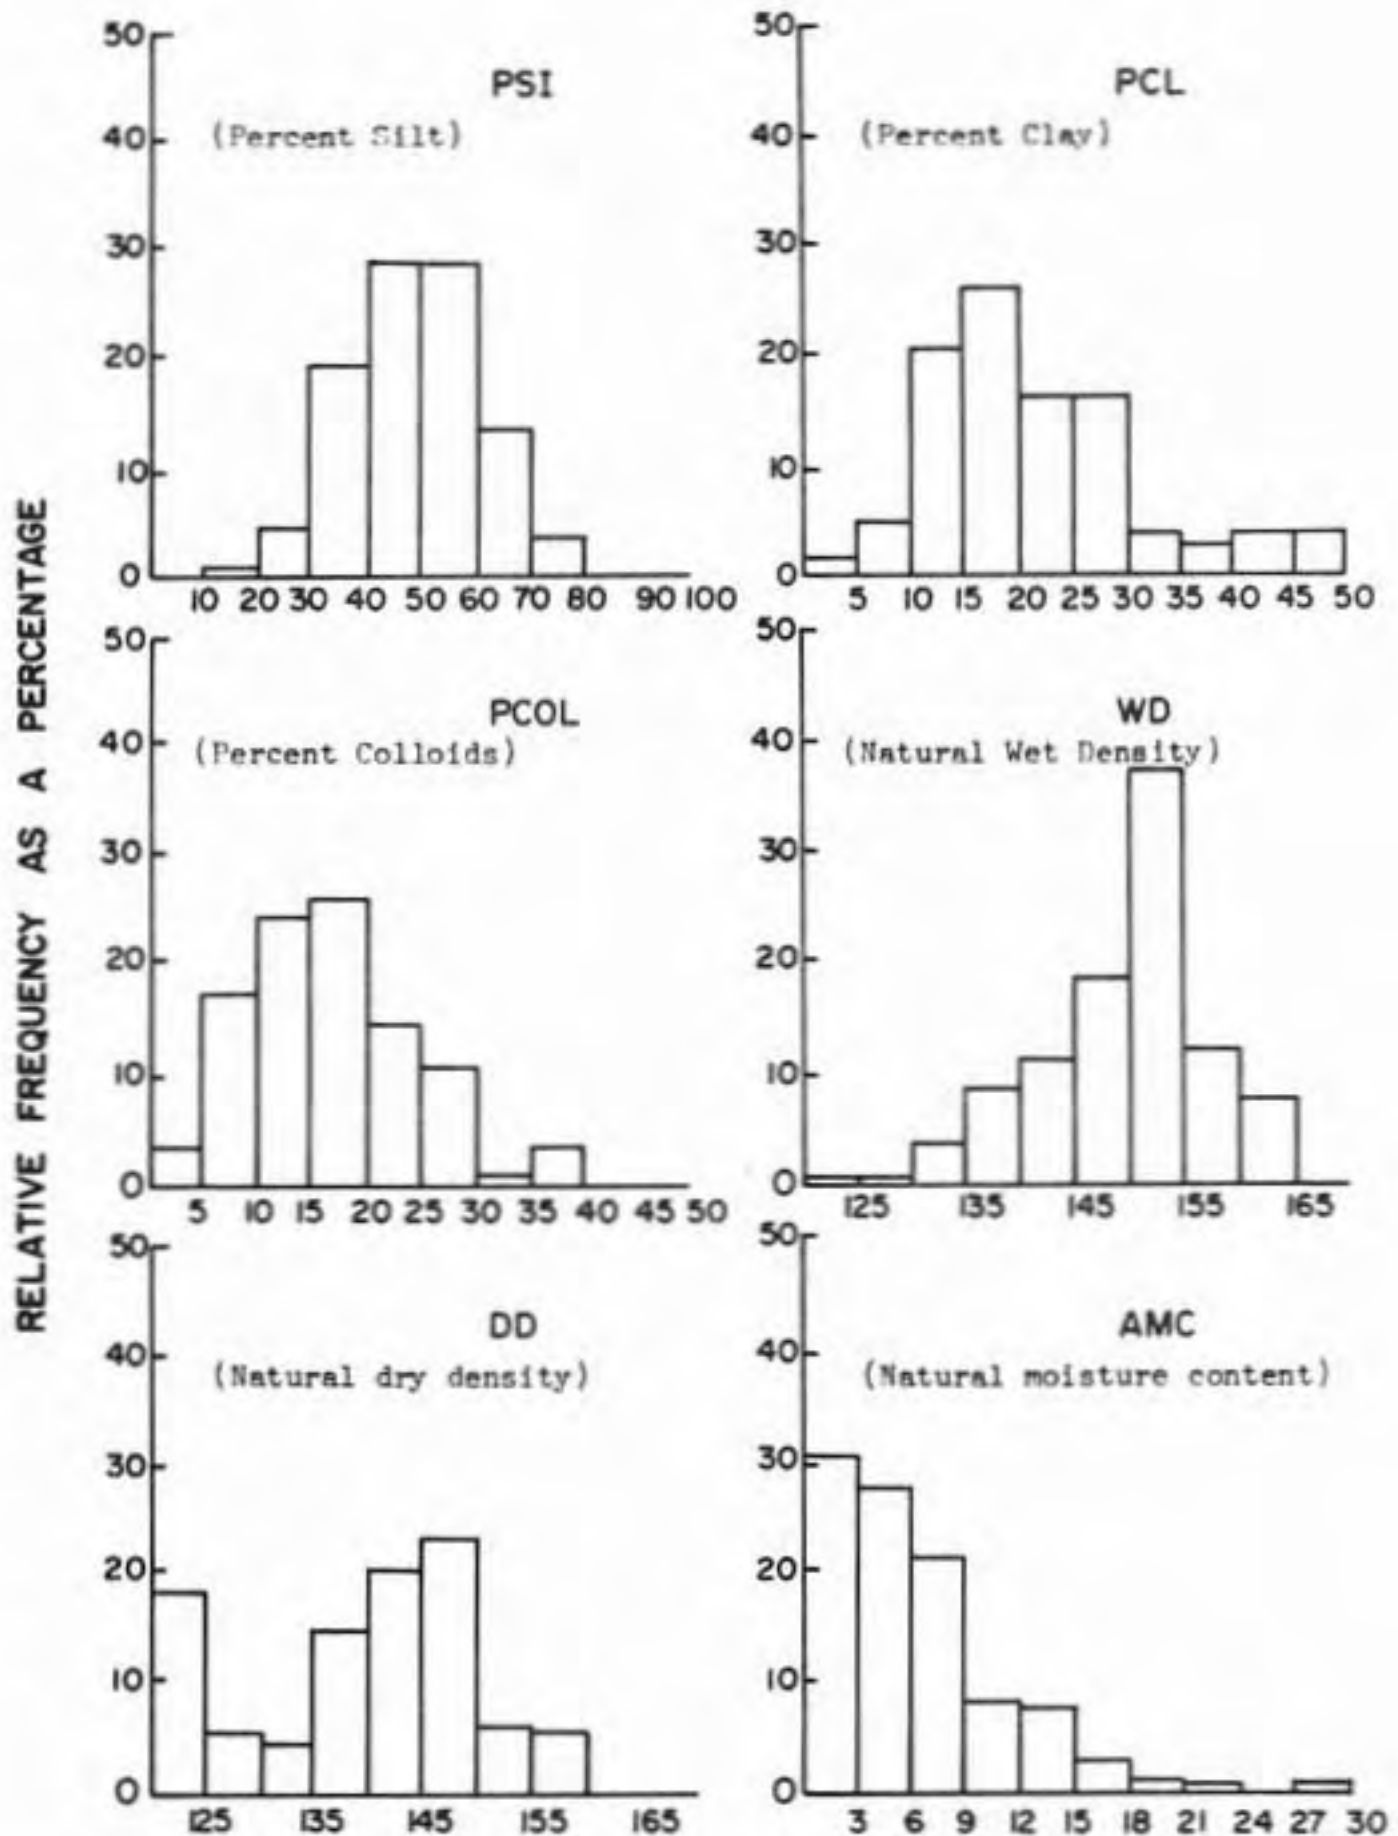 RELATIVE FREQUENCY AS A PERCENTAGE
PSI
(Percent Silt)
50
40
30
20
10
0
10 20 30 40 50 60 70 80 90 100
PCL
(Percent Clay)
50
40
30
20
10
0
5 10 15 20 25 30 35 40 45 50
PCOL
(Percent Colloids)
50
40
30
20
10
0
5 10 15 20 25 30 35 40 45 50
WD
(Natural Wet Density)
50
40
30
20
10
0
125 135 145 155 165
DD
(Natural dry density)
50
40
30
20
10
0
125 135 145 155 165
AMC
(Natural moisture content)
50
40
30
20
10
0
3 6 9 12 15 18 21 24 27 30